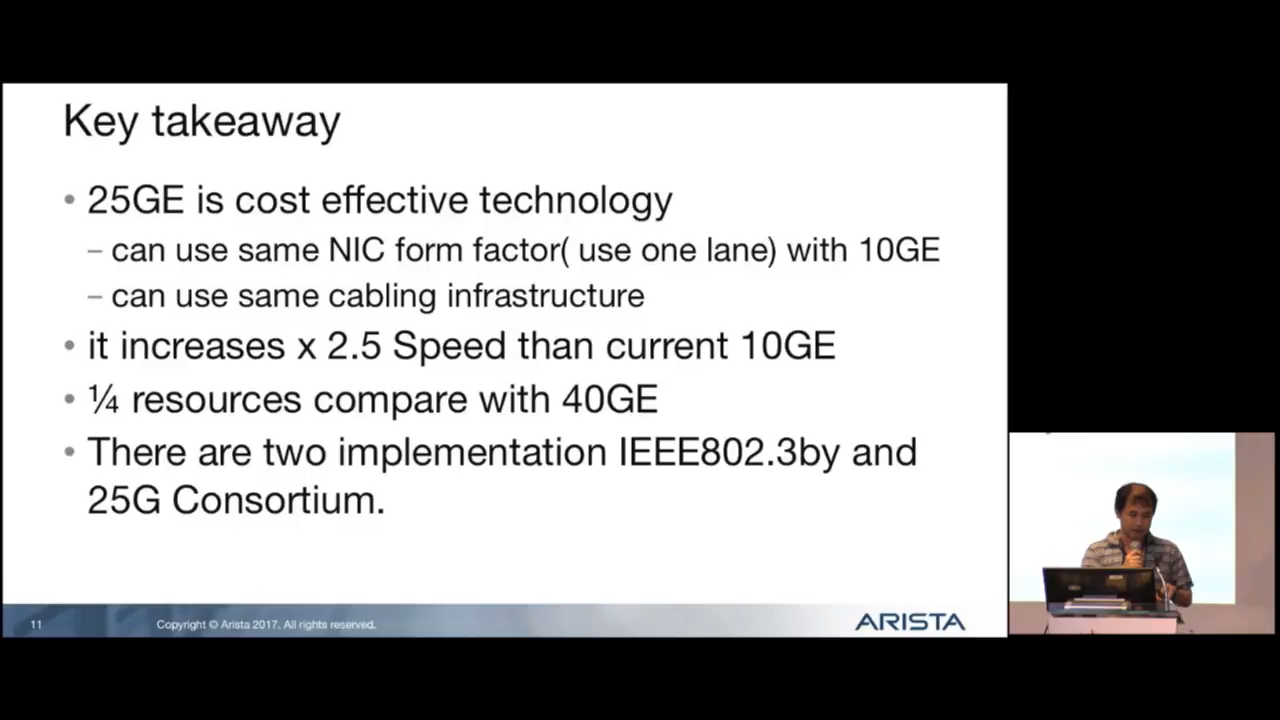 Key takeaway
• 25GE is cost effective technology
– can use same NIC form factor( use one lane) with 10GE
– can use same cabling infrastructure
• it increases x 2.5 Speed than current 10GE
• ¼ resources compare with 40GE
• There are two implementation IEEE802.3by and
25G Consortium.
11
Copyright © Arista 2017. All rights reserved.
ARISTA